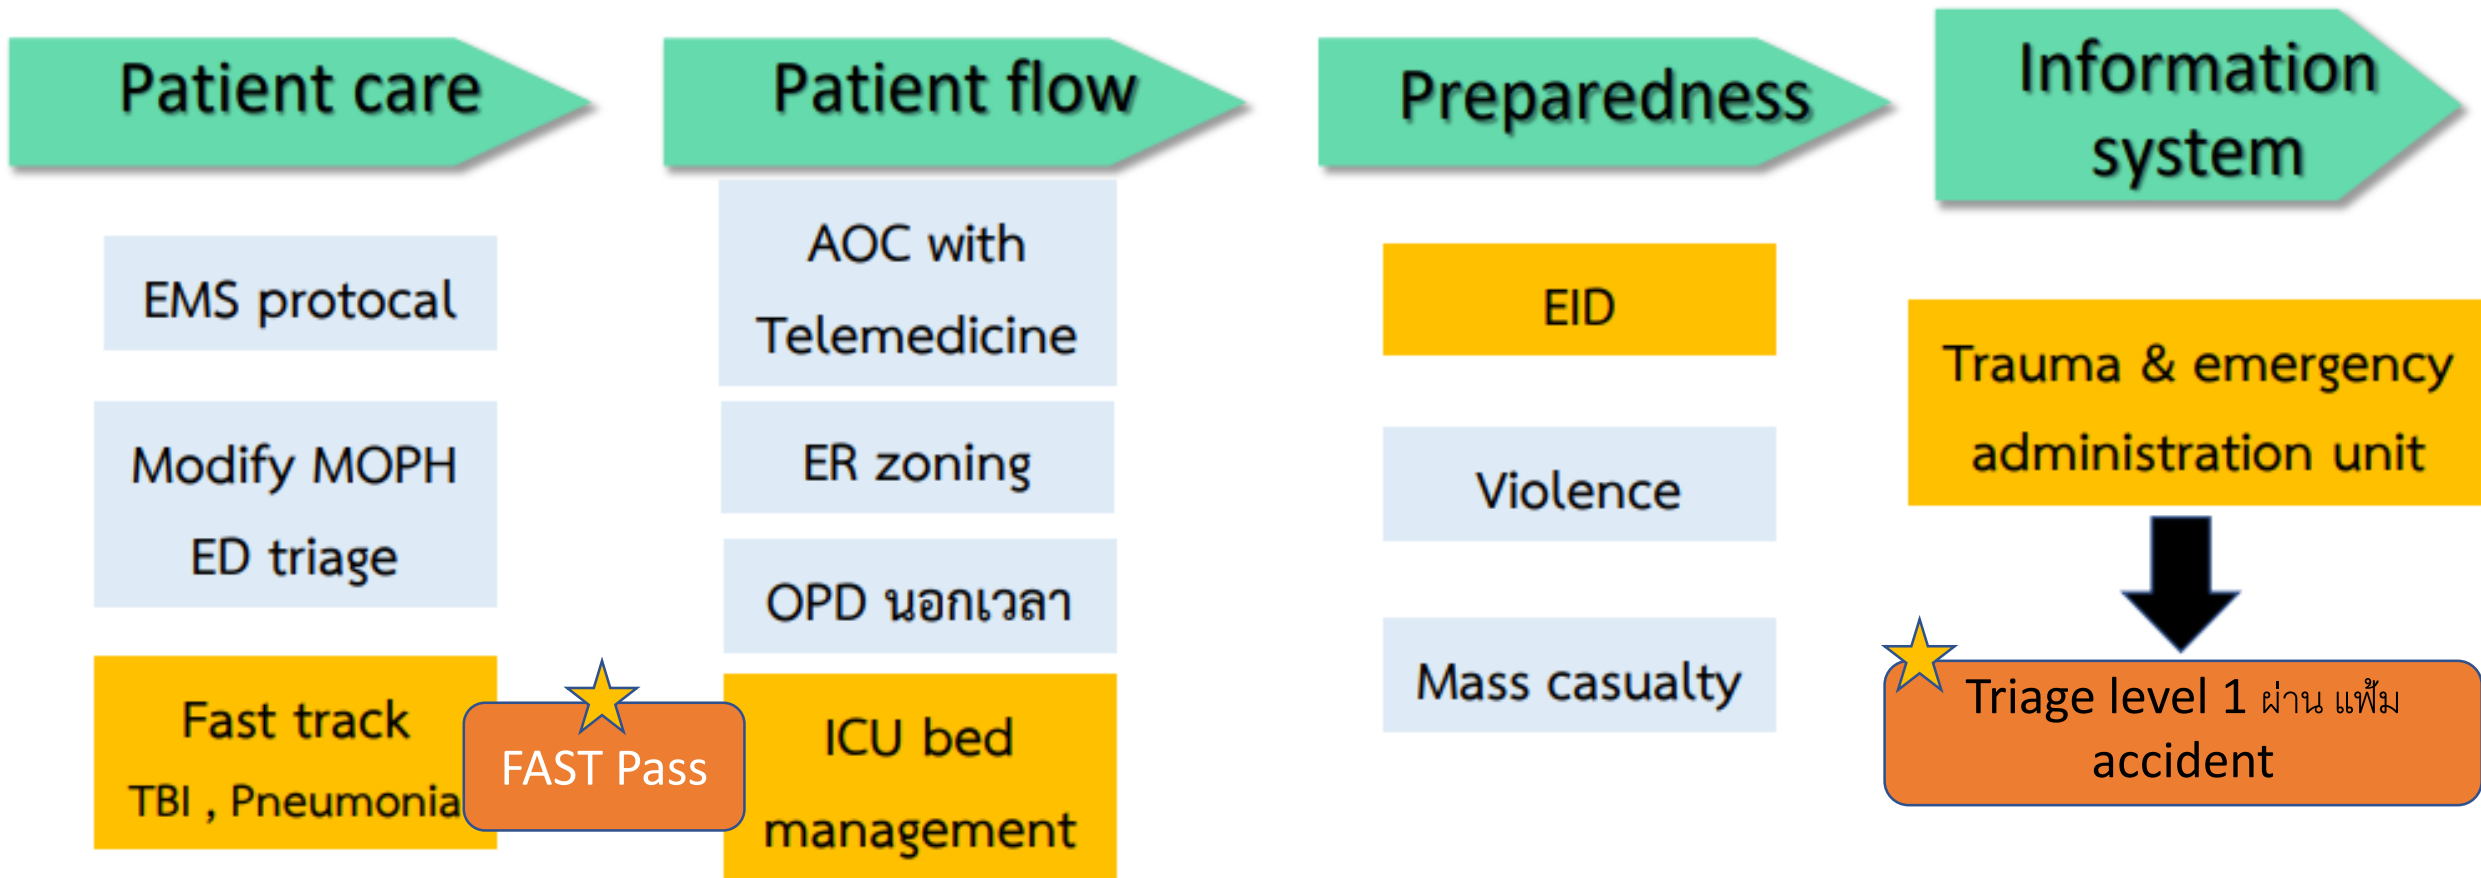 Patient care
EMS protocal
Modify MOPH
ED triage
Fast track
TBI , Pneumonia
FAST Pass
Patient flow
AOC with
Telemedicine
ER zoning
OPD นอกเวลา
ICU bed
management
Preparedness
EID
Violence
Mass casualty
Information
system
Trauma & emergency
administration unit
Triage level 1 ผ่าน แฟ้ม
accident